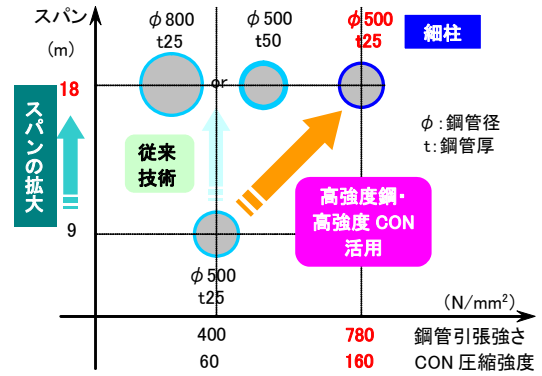 スパン
(m)
φ800
t25
or
φ500
t50
φ500
t25
細柱
18
スパンの拡大
従来
技術
φ:鋼管径
t:鋼管厚
高強度鋼・
高強度 CON
活用
9
φ500
t25
(N/mm²)
400 780 鋼管引張強さ
60 160 CON 圧縮強度